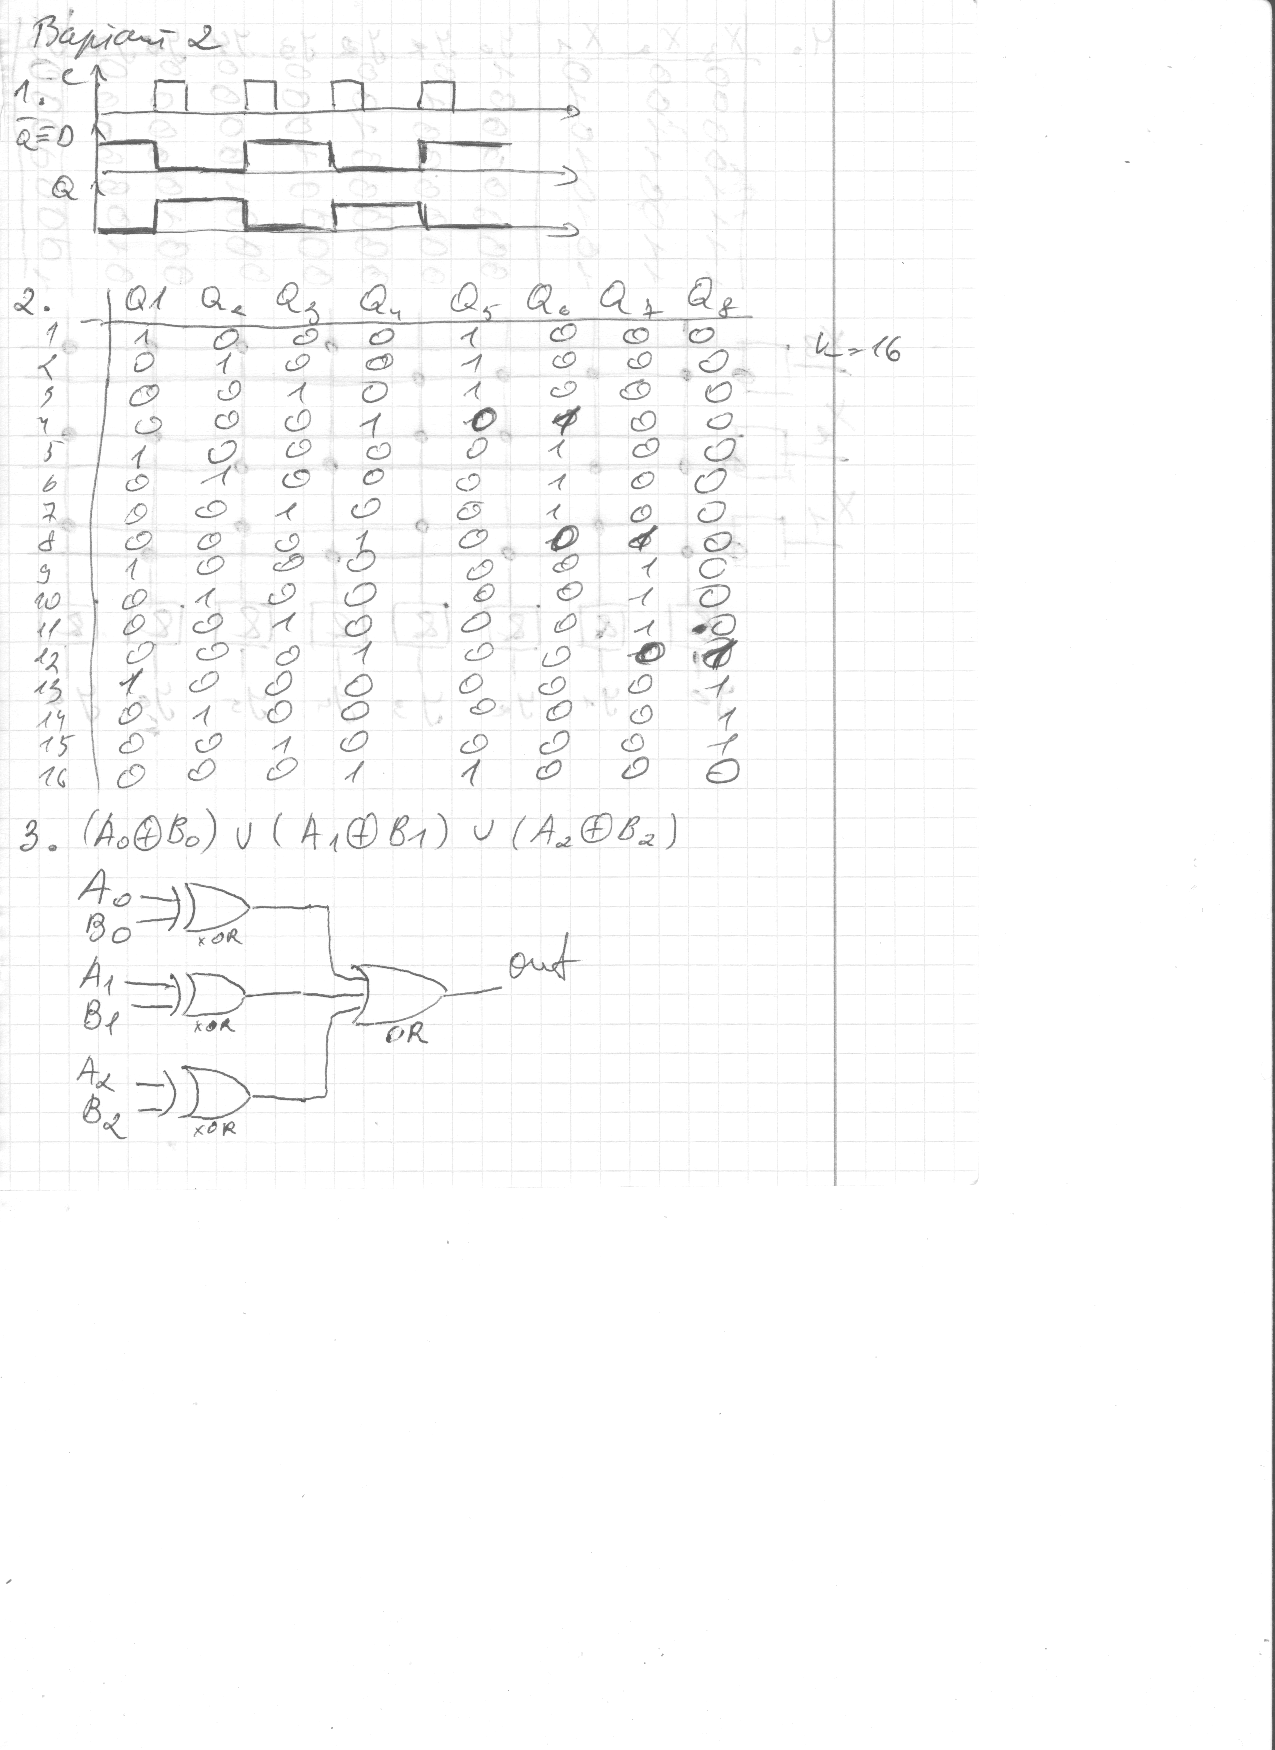 Варіант 2
1. C
Q̅=D
Q
2. Q1 Q2 Q3 Q4 Q5 Q6 Q7 Q8
1 1 0 0 0 1 0 0 0
k=16
2 0 1 0 0 1 0 0 0
3 0 0 1 0 1 0 0 0
4 0 0 0 1 0 1 0 0
5 1 0 0 0 0 1 0 0
6 0 1 0 0 0 1 0 0
7 0 0 1 0 0 1 0 0
8 0 0 0 1 0 0 1 0
9 1 0 0 0 0 0 1 0
10 0 1 0 0 0 0 1 0
11 0 0 1 0 0 0 1 0
12 0 0 0 1 0 0 0 1
13 1 0 0 0 0 0 0 1
14 0 1 0 0 0 0 0 1
15 0 0 1 0 0 0 0 1
16 0 0 0 1 1 0 0 0
3. (A0⊕B0) ∪ (A1⊕B1) ∪ (A2⊕B2)
A0
B0
XOR
A1
B1
XOR
out
OR
A2
B2
XOR